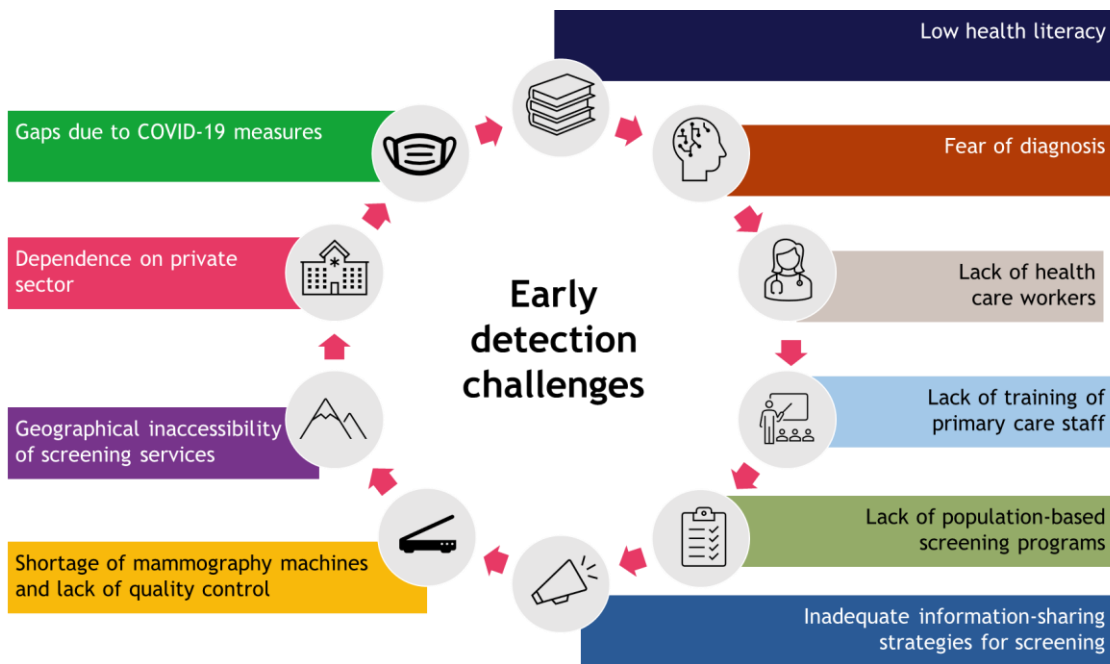 Low health literacy
Gaps due to COVID-19 measures
Fear of diagnosis
Dependence on private
sector
Lack of health
care workers
Early
detection
challenges
Geographical inaccessibility
of screening services
Lack of training of
primary care staff
Lack of population-based
screening programs
Shortage of mammography machines
and lack of quality control
Inadequate information-sharing
strategies for screening